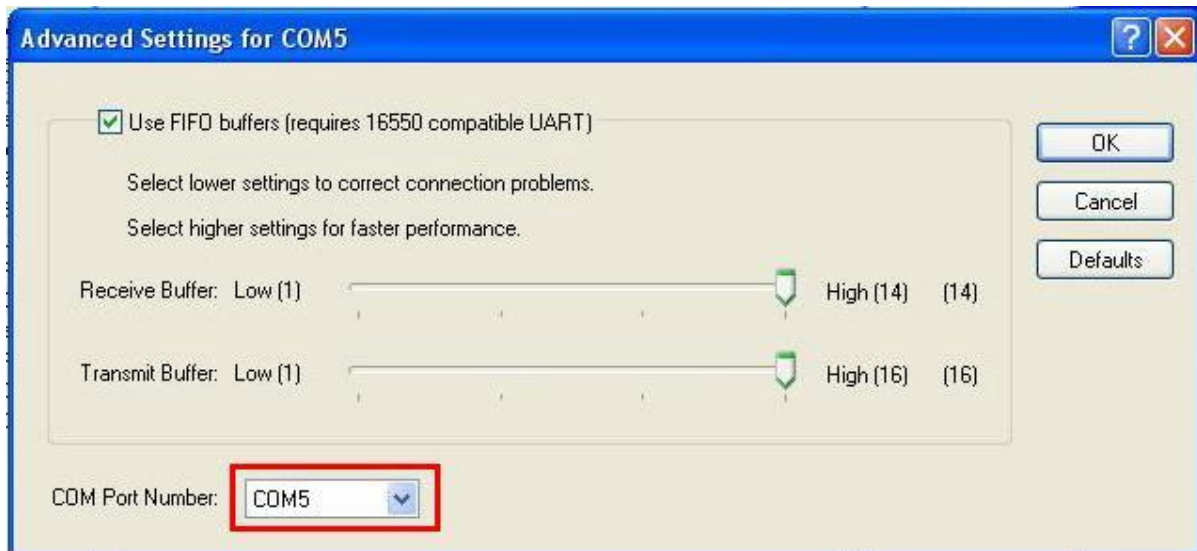 Advanced Settings for COM5
Use FIFO buffers (requires 16550 compatible UART)
OK
Select lower settings to correct connection problems.
Cancel
Select higher settings for faster performance.
Defaults
Receive Buffer: Low (1) High (14) (14)
Transmit Buffer: Low (1) High (16) (16)
COM Port Number: COM5